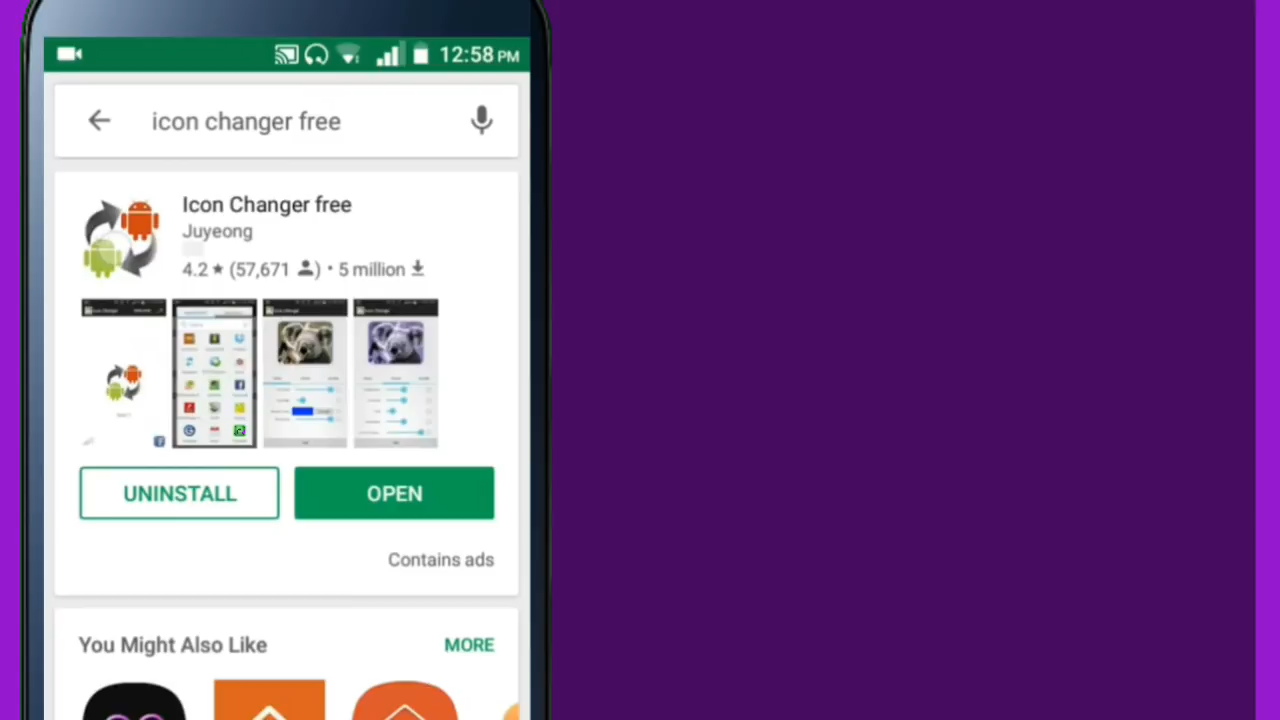 12:58 PM
icon changer free
Icon Changer free
Juyeong
4.2 ★ (57,671 ) • 5 million
UNINSTALL
OPEN
Contains ads
You Might Also Like
MORE